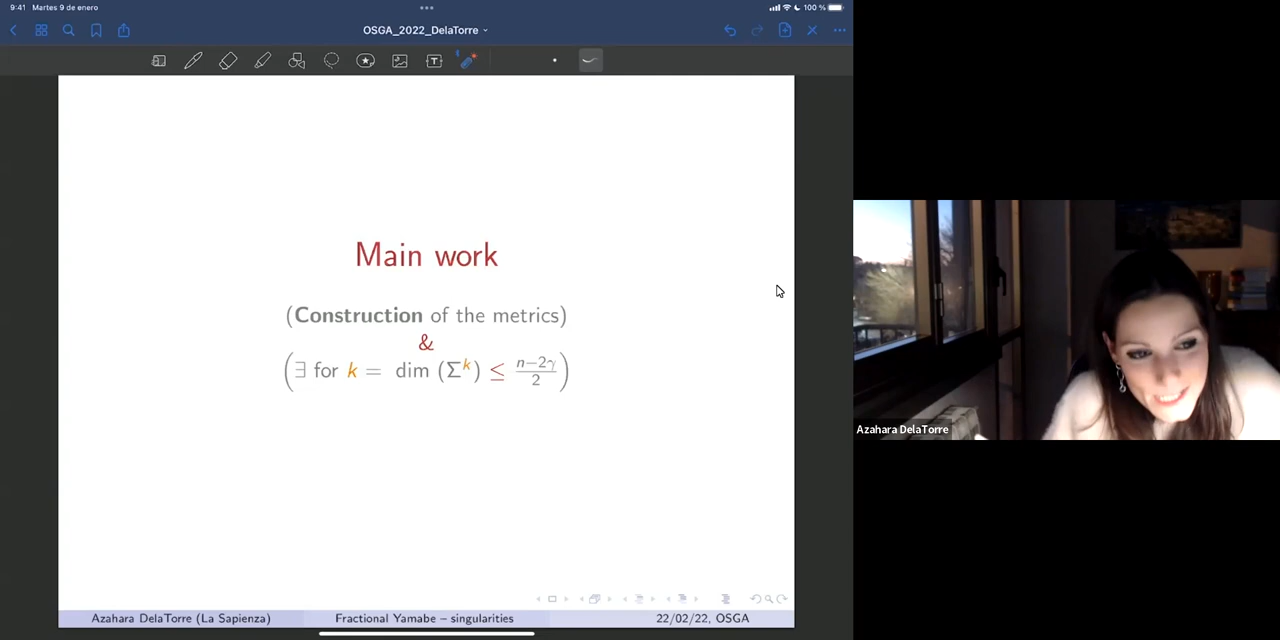 9:41 Martes 9 de enero
100 %
OSGA_2022_DelaTorre
Main work
(Construction of the metrics)
&
(∃ for k = dim (Σ^k) ≤ n−2γ/2)
Azahara DelaTorre
Azahara DelaTorre (La Sapienza) Fractional Yamabe – singularities 22/02/22, OSGA